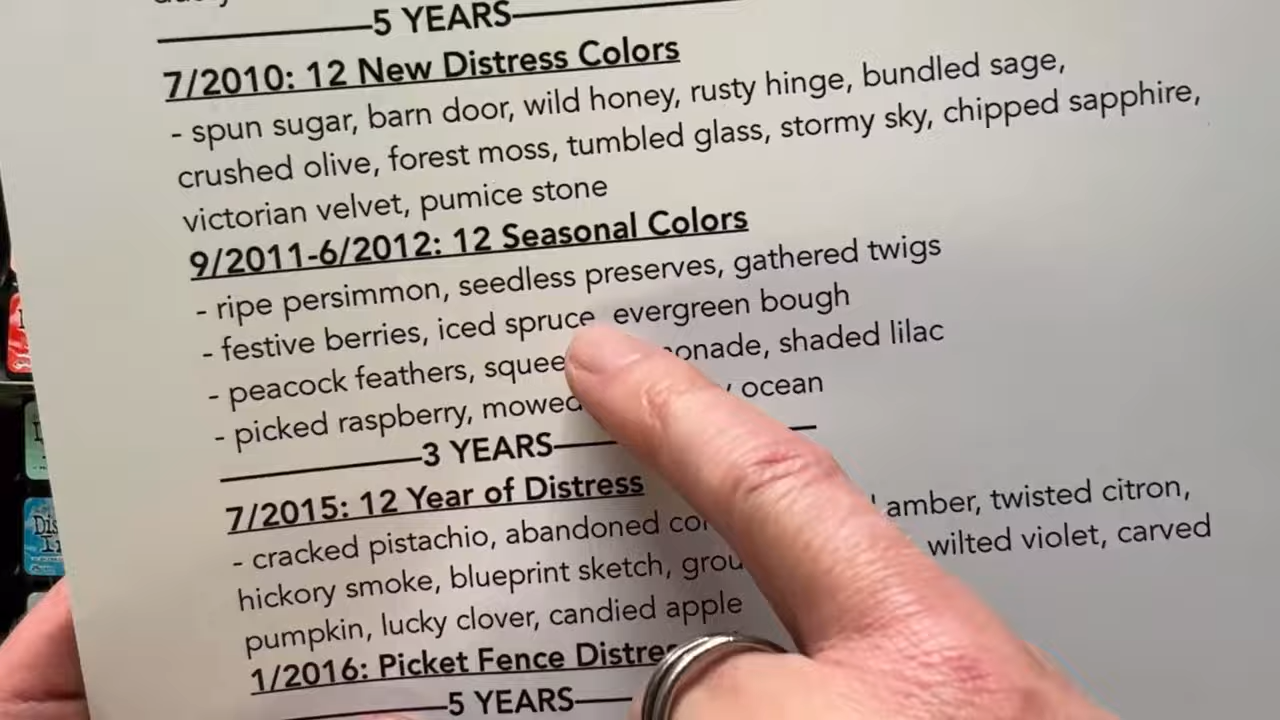 5 YEARS
7/2010: 12 New Distress Colors
- spun sugar, barn door, wild honey, rusty hinge, bundled sage,
crushed olive, forest moss, tumbled glass, stormy sky, chipped sapphire,
victorian velvet, pumice stone
9/2011-6/2012: 12 Seasonal Colors
- ripe persimmon, seedless preserves, gathered twigs
- festive berries, iced spruce, evergreen bough
- peacock feathers, shaded lilac
- picked raspberry, mowed ocean
3 YEARS
7/2015: 12 Year of Distress
- cracked pistachio, abandoned amber, twisted citron,
hickory smoke, blueprint sketch, wilted violet, carved
pumpkin, lucky clover, candied apple
1/2016: Picket Fence
5 YEARS